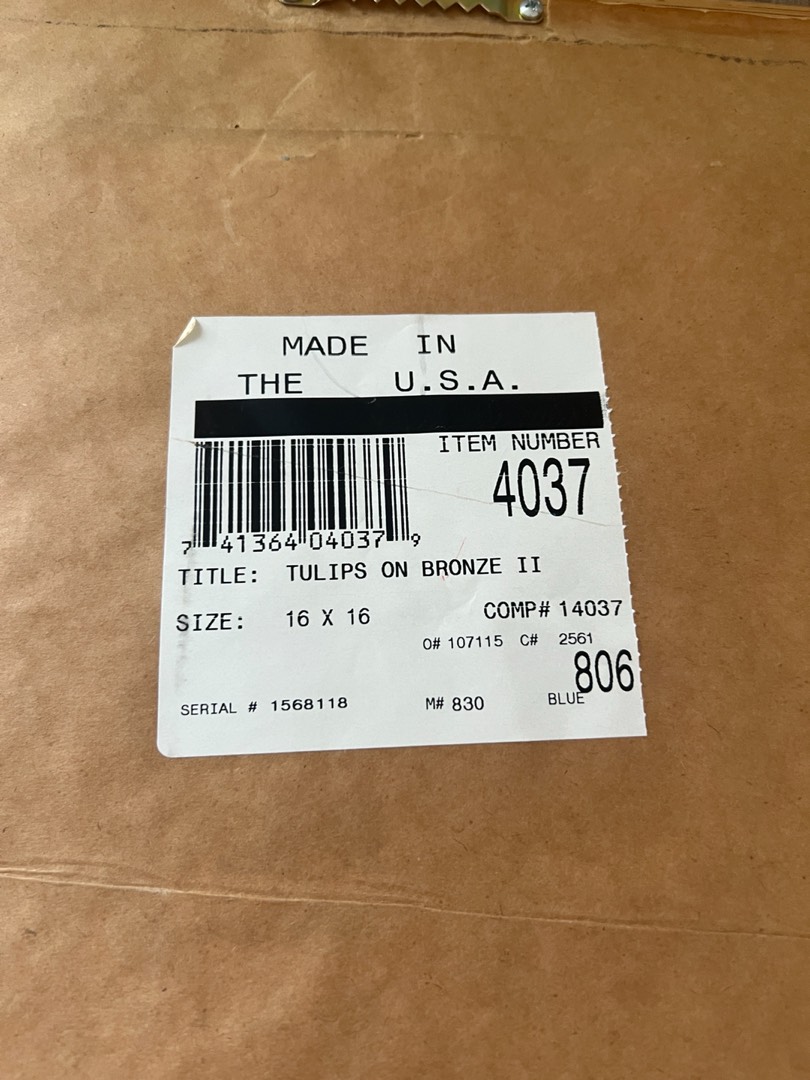 MADE IN
THE U.S.A.
ITEM NUMBER
4037
7 41364 04037 9
TITLE: TULIPS ON BRONZE II
SIZE: 16 X 16 COMP# 14037
O# 107115 C# 2561
806
SERIAL # 1568118 M# 830 BLUE